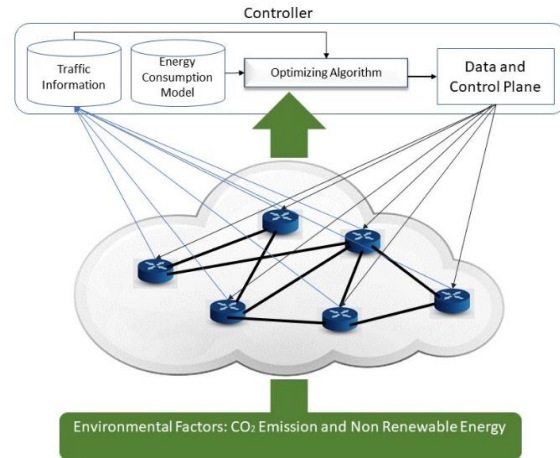 Controller
Traffic
Information
Energy
Consumption
Model
Optimizing Algorithm
Data and
Control Plane
Environmental Factors: CO₂ Emission and Non Renewable Energy